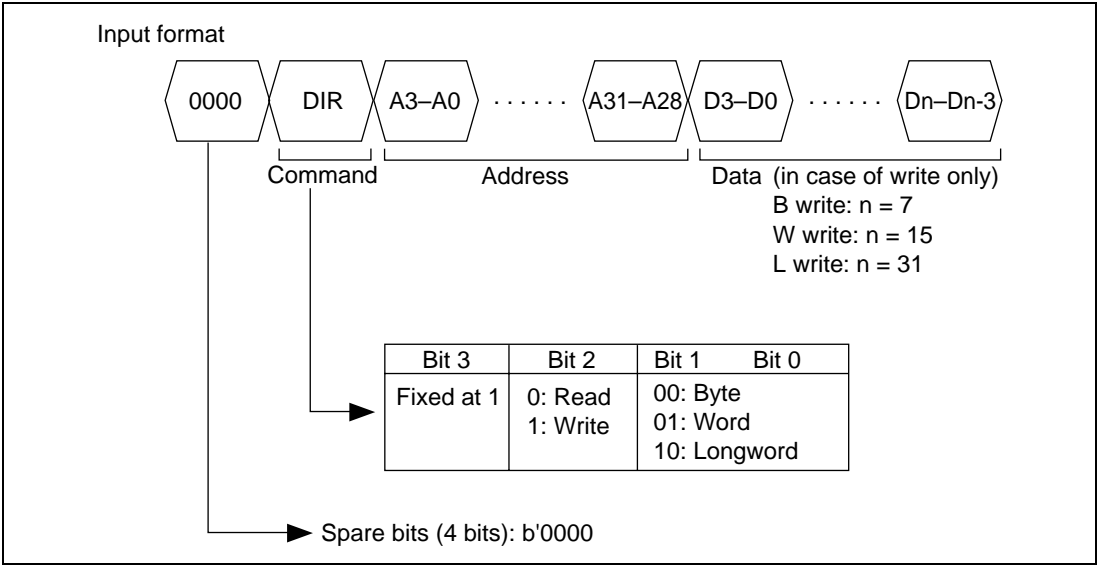 Input format
0000 DIR A3–A0 · · · · · · A31–A28 D3–D0 · · · · · · Dn–Dn-3
Command Address Data (in case of write only)
B write: n = 7
W write: n = 15
L write: n = 31
Bit 3 Bit 2 Bit 1 Bit 0
Fixed at 1 0: Read 00: Byte
1: Write 01: Word
10: Longword
Spare bits (4 bits): b'0000